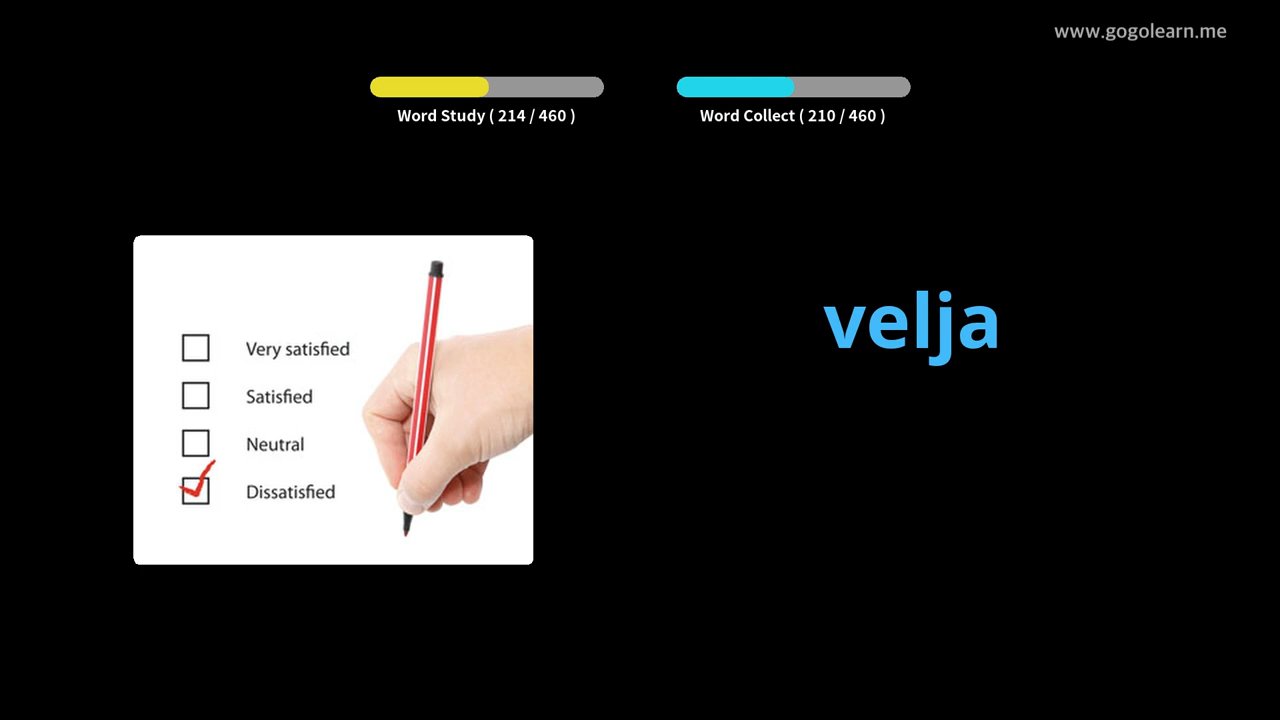 www.gogolearn.me
Word Study ( 214 / 460 )
Word Collect ( 210 / 460 )
velja
Very satisfied
Satisfied
Neutral
Dissatisfied